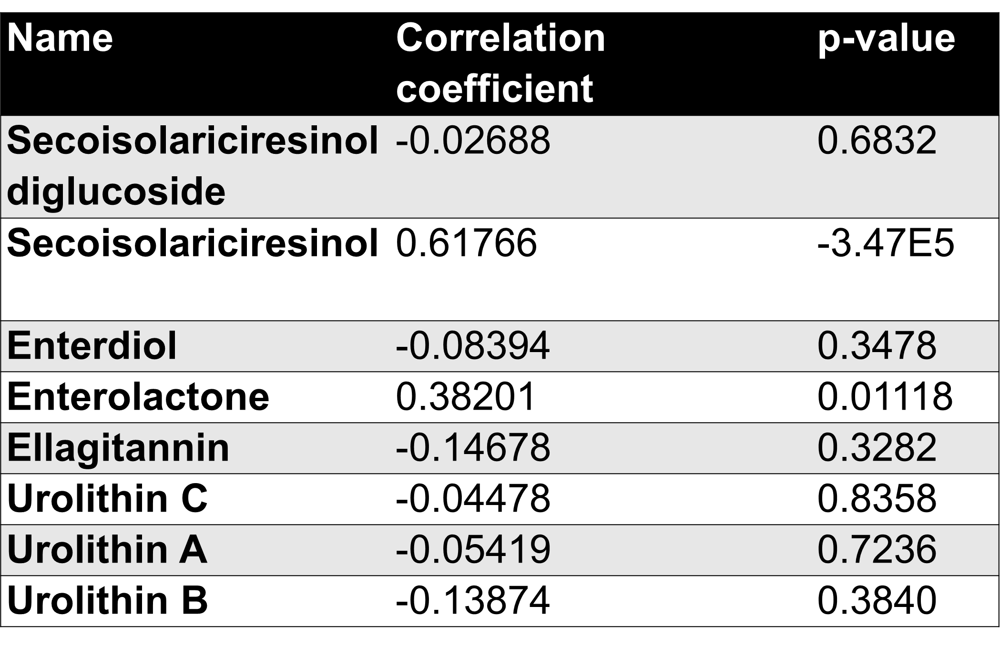 Name Correlation p-value
coefficient
Secoisolariciresinol -0.02688 0.6832
diglucoside
Secoisolariciresinol 0.61766 -3.47E5
Enterdiol -0.08394 0.3478
Enterolactone 0.38201 0.01118
Ellagitannin -0.14678 0.3282
Urolithin C -0.04478 0.8358
Urolithin A -0.05419 0.7236
Urolithin B -0.13874 0.3840